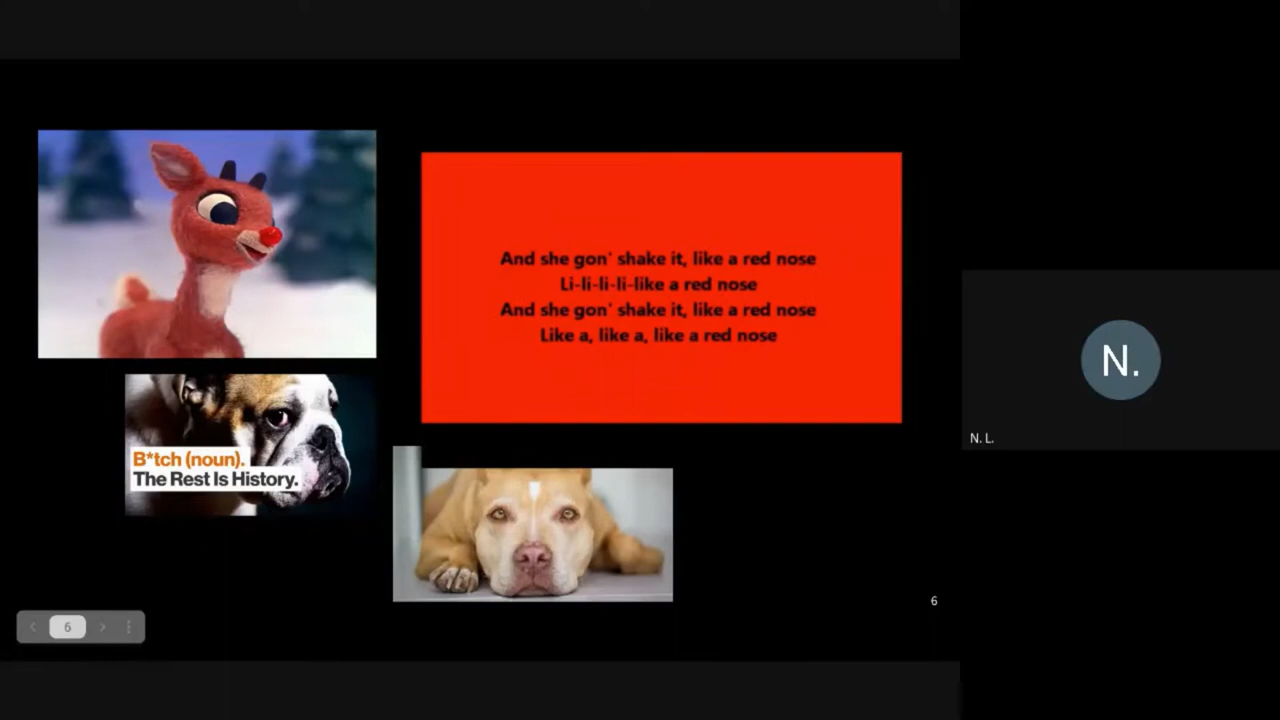 And she gon' shake it, like a red nose
Li-li-li-li-like a red nose
And she gon' shake it, like a red nose
Like a, like a, like a red nose
B*tch (noun).
The Rest Is History.
N.
N. L.
6
6